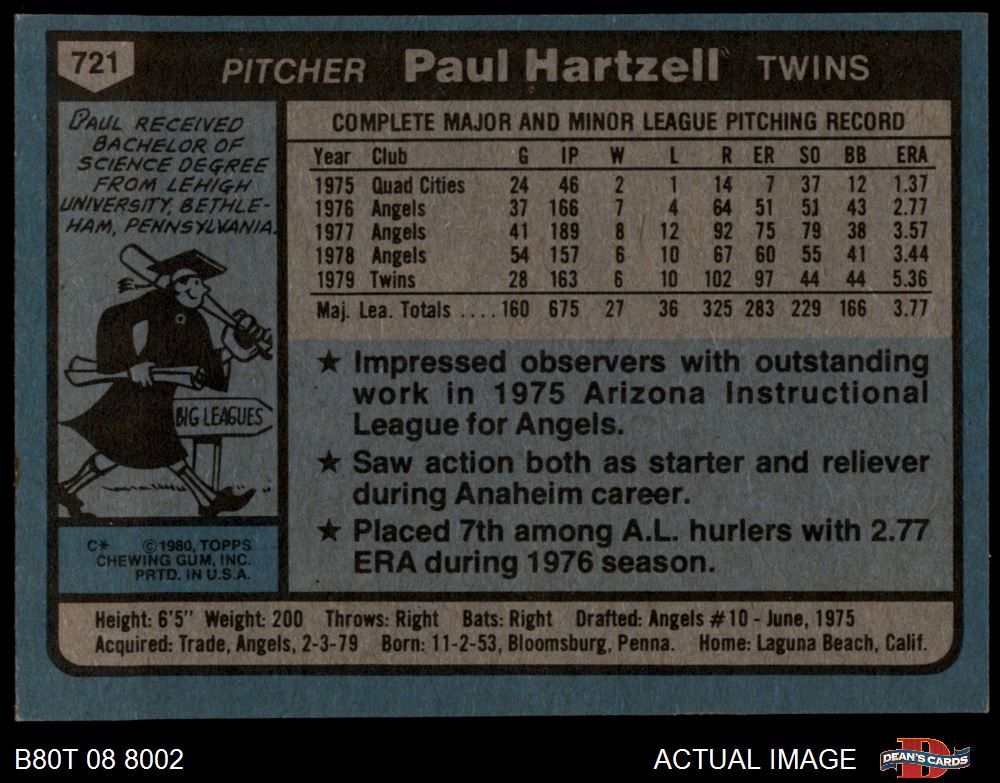 721
PITCHER Paul Hartzell TWINS
PAUL RECEIVED
BACHELOR OF
SCIENCE DEGREE
FROM LEHIGH
UNIVERSITY, BETHLE-
HAM, PENNSYLVANIA.
BIG LEAGUES
C* ©1980, TOPPS
CHEWING GUM, INC.
PRTD. IN U.S.A.
COMPLETE MAJOR AND MINOR LEAGUE PITCHING RECORD
Year Club G IP W L R ER SO BB ERA
1975 Quad Cities 24 46 2 1 14 7 37 12 1.37
1976 Angels 37 166 7 4 64 51 51 43 2.77
1977 Angels 41 189 8 12 92 75 79 38 3.57
1978 Angels 54 157 6 10 67 60 55 41 3.44
1979 Twins 28 163 6 10 102 97 44 44 5.36
Maj. Lea. Totals .... 160 675 27 36 325 283 229 166 3.77
★ Impressed observers with outstanding
work in 1975 Arizona Instructional
League for Angels.
★ Saw action both as starter and reliever
during Anaheim career.
★ Placed 7th among A.L. hurlers with 2.77
ERA during 1976 season.
Height: 6'5" Weight: 200 Throws: Right Bats: Right Drafted: Angels #10 - June, 1975
Acquired: Trade, Angels, 2-3-79 Born: 11-2-53, Bloomsburg, Penna. Home: Laguna Beach, Calif.
B80T 08 8002
ACTUAL IMAGE
DEAN'S CARDS